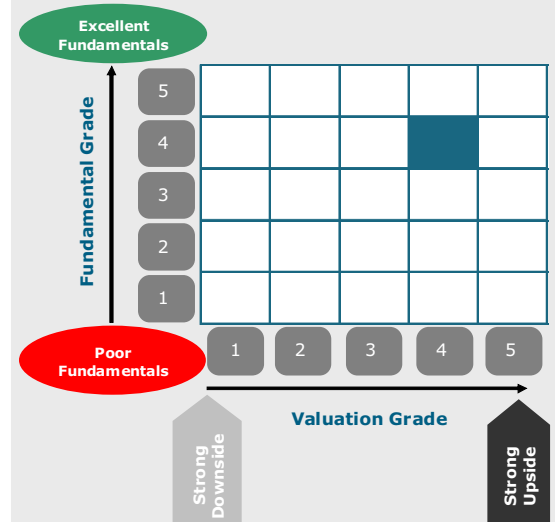 Excellent
Fundamentals
Fundamental Grade
5
4
3
2
1
Poor
Fundamentals
1
2
3
4
5
Valuation Grade
Strong
Downside
Strong
Upside